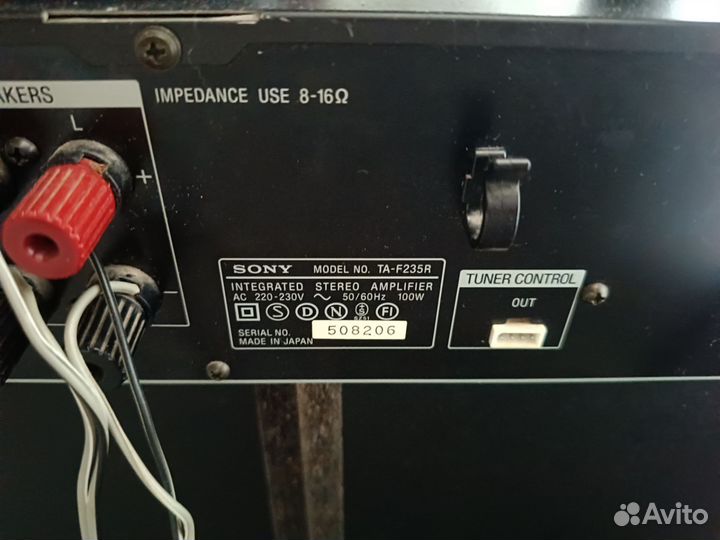 AKERS
IMPEDANCE USE 8-16Ω
L
+
−
SONY MODEL NO. TA-F235R
INTEGRATED STEREO AMPLIFIER
AC 220-230V ~ 50/60Hz 100W
S D N FI
SERIAL NO. 508206
MADE IN JAPAN
TUNER CONTROL
OUT
Avito